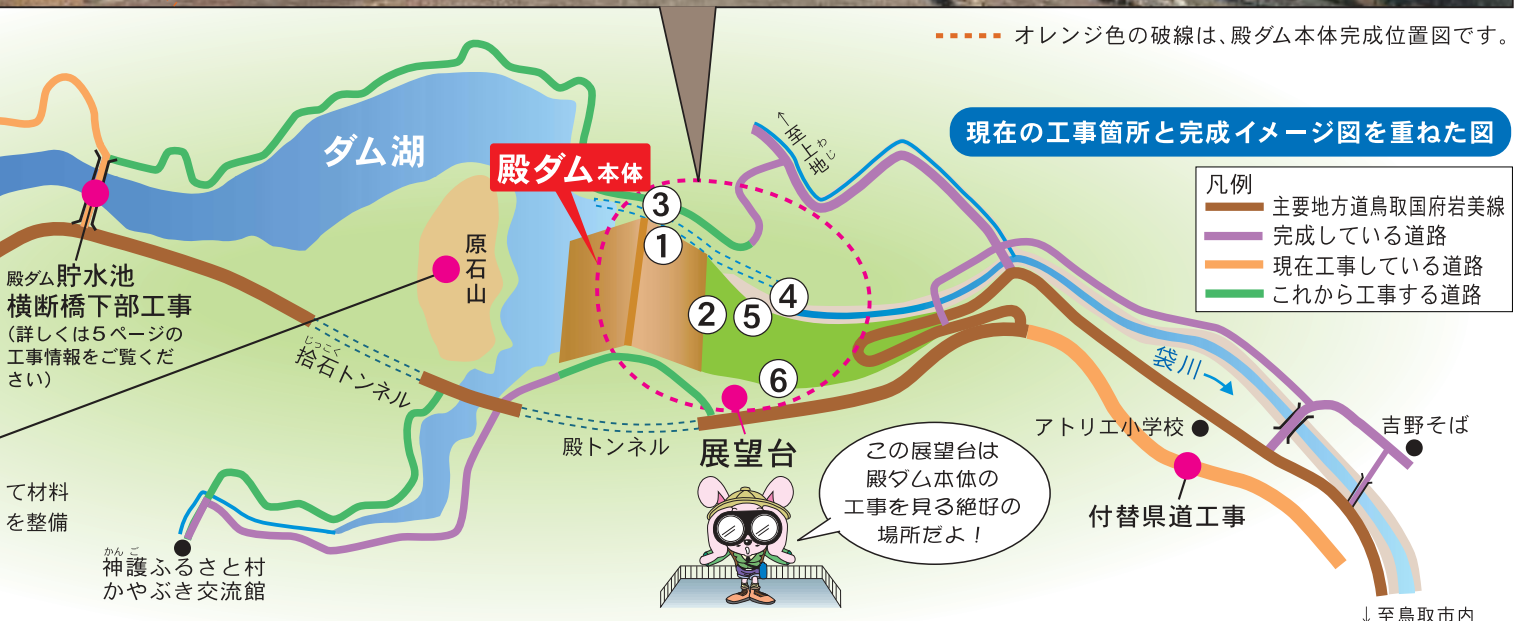 オレンジ色の破線は、殿ダム本体完成位置図です。
現在の工事箇所と完成イメージ図を重ねた図
凡例
主要地方道鳥取国府岩美線
完成している道路
現在工事している道路
これから工事する道路
↑至上地
わじ
ダム湖
殿ダム本体
③
①
②
⑤
④
⑥
原石山
殿ダム貯水池
横断橋下部工事
(詳しくは5ページの
工事情報をご覧くだ
さい)
じっこく
拾石トンネル
殿トンネル
展望台
この展望台は
殿ダム本体の
工事を見る絶好の
場所だよ!
袋川
アトリエ小学校
吉野そば
付替県道工事
て材料
を整備
かんご
神護ふるさと村
かやぶき交流館
↓至鳥取市内